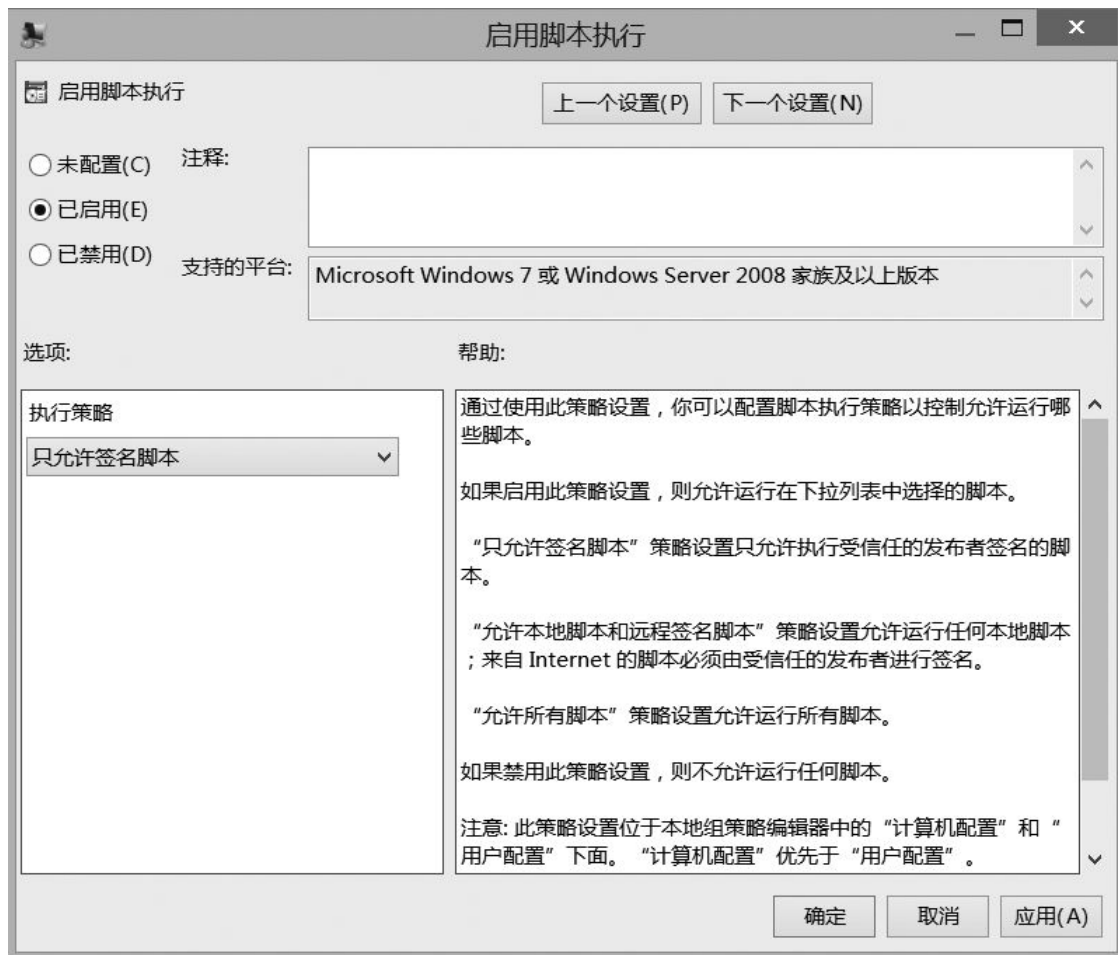 启用脚本执行
启用脚本执行
上一个设置(P)
下一个设置(N)
未配置(C)
注释:
已启用(E)
已禁用(D)
支持的平台:
Microsoft Windows 7 或 Windows Server 2008 家族及以上版本
选项:
帮助:
执行策略
只允许签名脚本
通过使用此策略设置，你可以配置脚本执行策略以控制允许运行哪
些脚本。
如果启用此策略设置，则允许运行在下拉列表中选择的脚本。
“只允许签名脚本”策略设置只允许执行受信任的发布者签名的脚
本。
“允许本地脚本和远程签名脚本”策略设置允许运行任何本地脚本
；来自 Internet 的脚本必须由受信任的发布者进行签名。
“允许所有脚本”策略设置允许运行所有脚本。
如果禁用此策略设置，则不允许运行任何脚本。
注意: 此策略设置位于本地组策略编辑器中的“计算机配置”和“
用户配置”下面。“计算机配置”优先于“用户配置”。
确定
取消
应用(A)